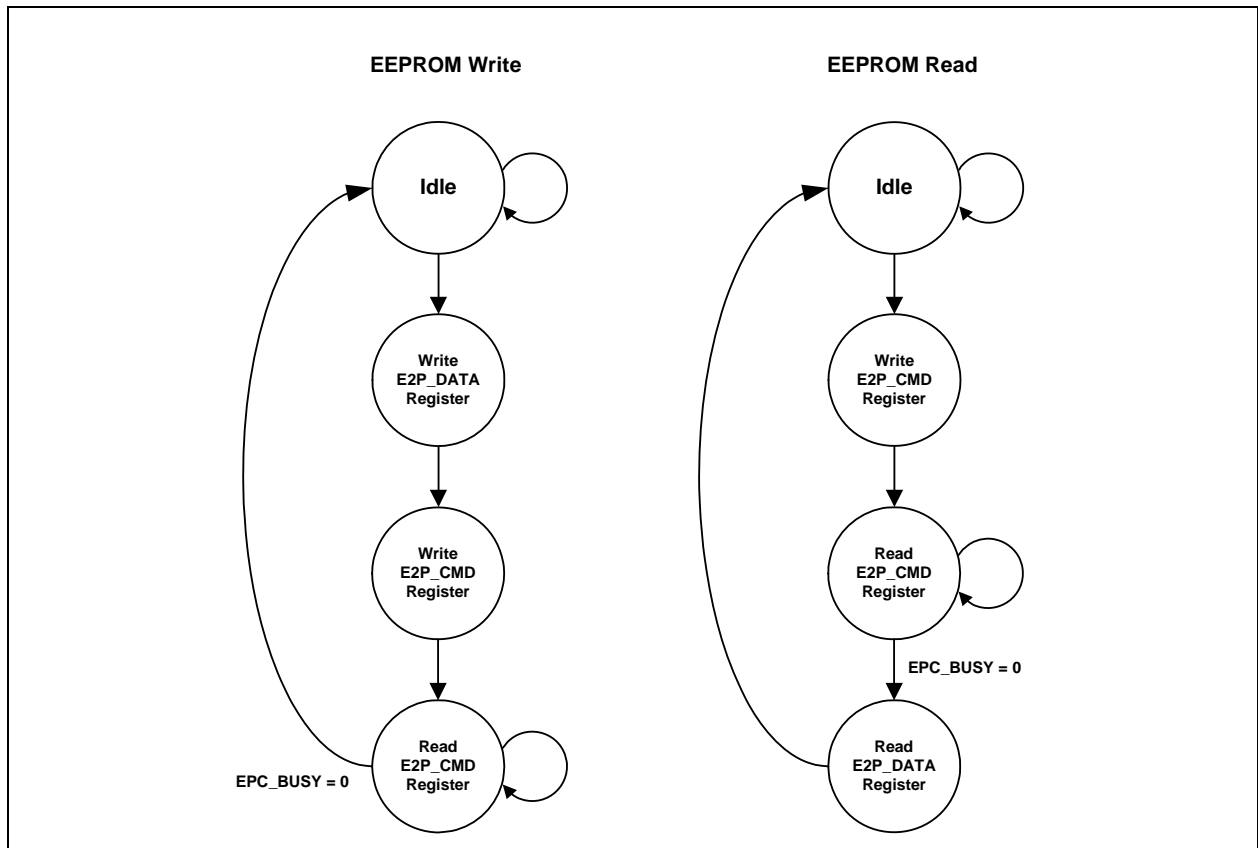 EEPROM Write
Idle
Write
E2P_DATA
Register
Write
E2P_CMD
Register
Read
E2P_CMD
Register
EPC_BUSY = 0
EEPROM Read
Idle
Write
E2P_CMD
Register
Read
E2P_CMD
Register
EPC_BUSY = 0
Read
E2P_DATA
Register